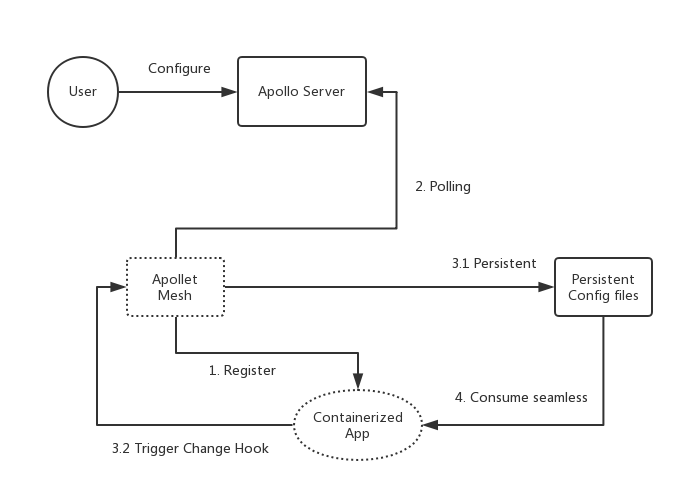 Configure
User
Apollo Server
2. Polling
3.1 Persistent
Apollet
Mesh
Persistent
Config files
1. Register
4. Consume seamless
Containerized
App
3.2 Trigger Change Hook